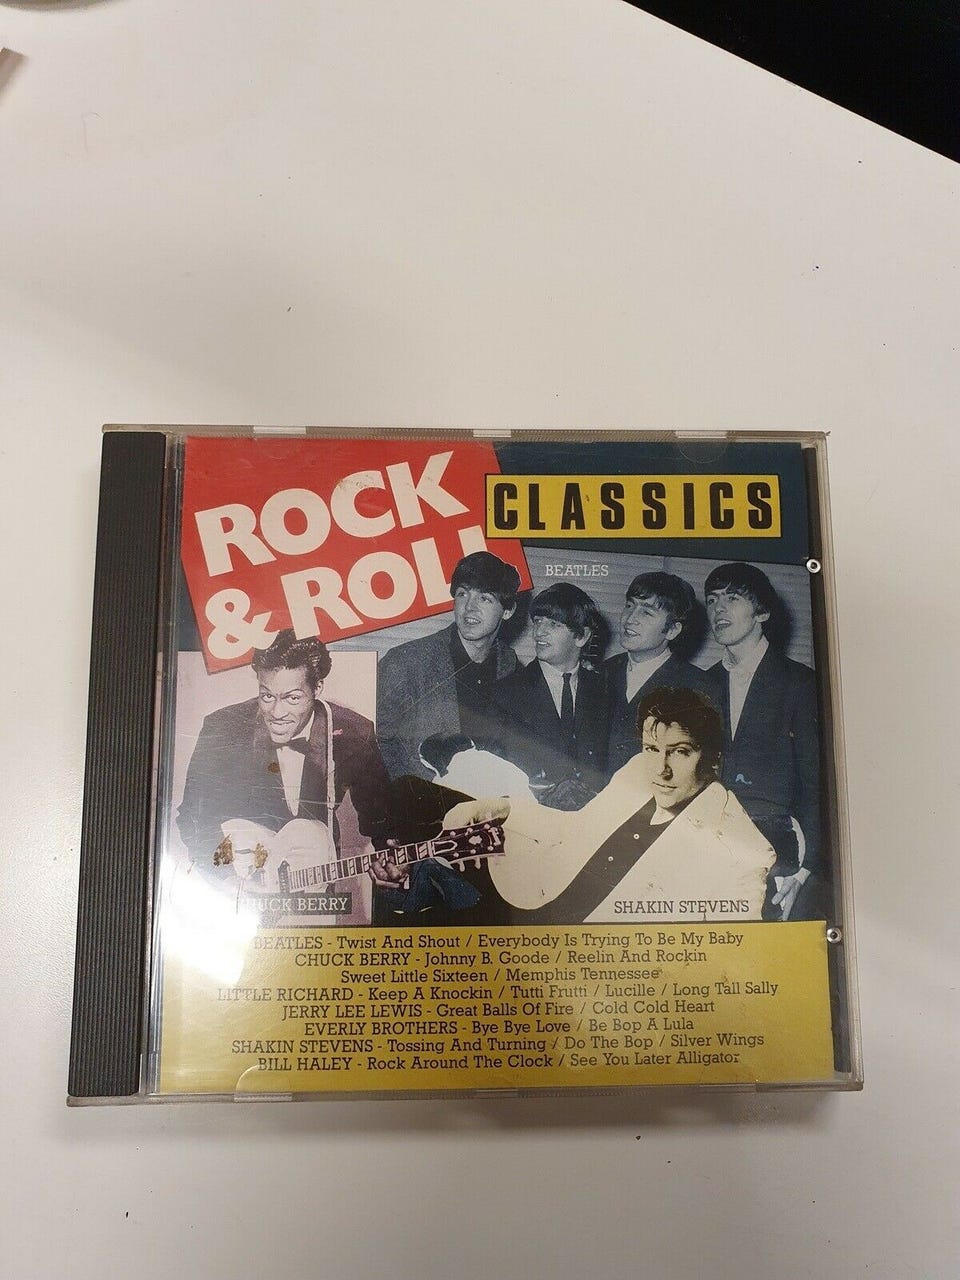 ROCK
& ROLL
CLASSICS
BEATLES
CHUCK BERRY
SHAKIN STEVENS
BEATLES - Twist And Shout / Everybody Is Trying To Be My Baby
CHUCK BERRY - Johnny B. Goode / Reelin And Rockin
Sweet Little Sixteen / Memphis Tennessee
LITTLE RICHARD - Keep A Knockin / Tutti Frutti / Lucille / Long Tall Sally
JERRY LEE LEWIS - Great Balls Of Fire / Cold Cold Heart
EVERLY BROTHERS - Bye Bye Love / Be Bop A Lula
SHAKIN STEVENS - Tossing And Turning / Do The Bop / Silver Wings
BILL HALEY - Rock Around The Clock / See You Later Alligator